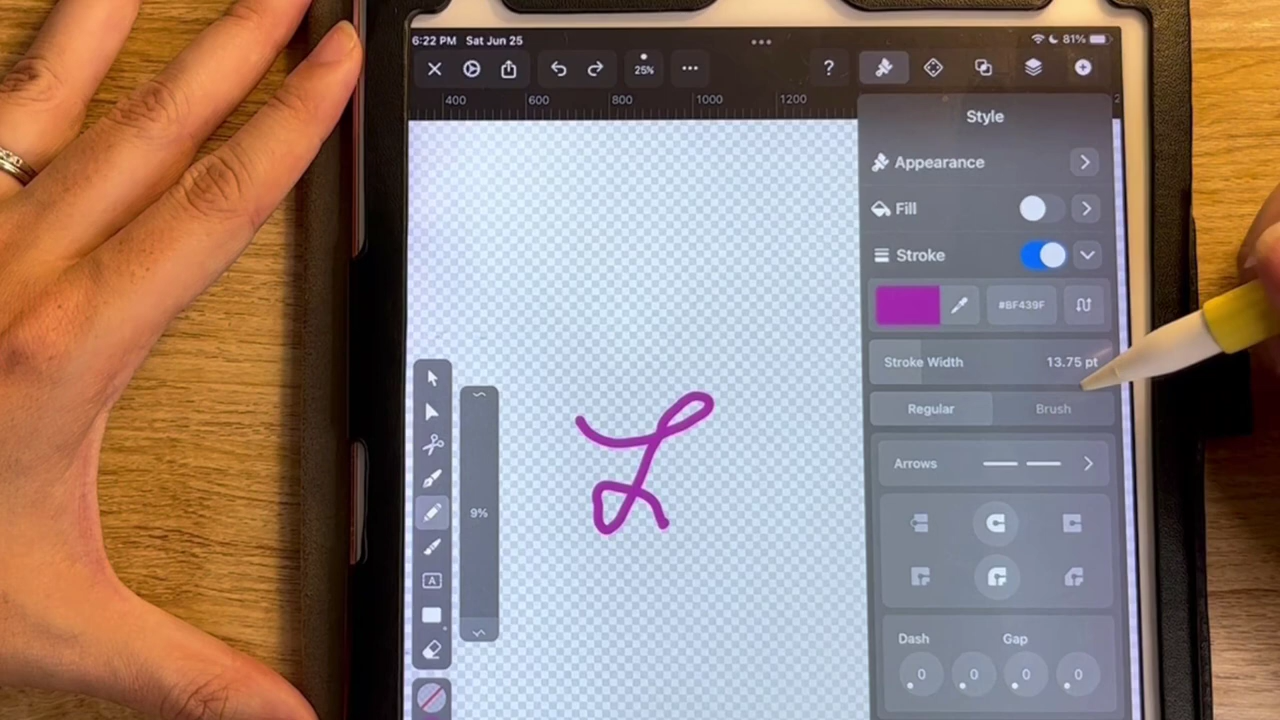 6:22 PM Sat Jun 25 81%
? 25%
400 600 800 1000 1200 2
Style
Appearance
Fill
Stroke
#BF439F
Stroke Width 13.75 pt
Regular Brush
Arrows
9%
A
Dash Gap
0 0 0 0